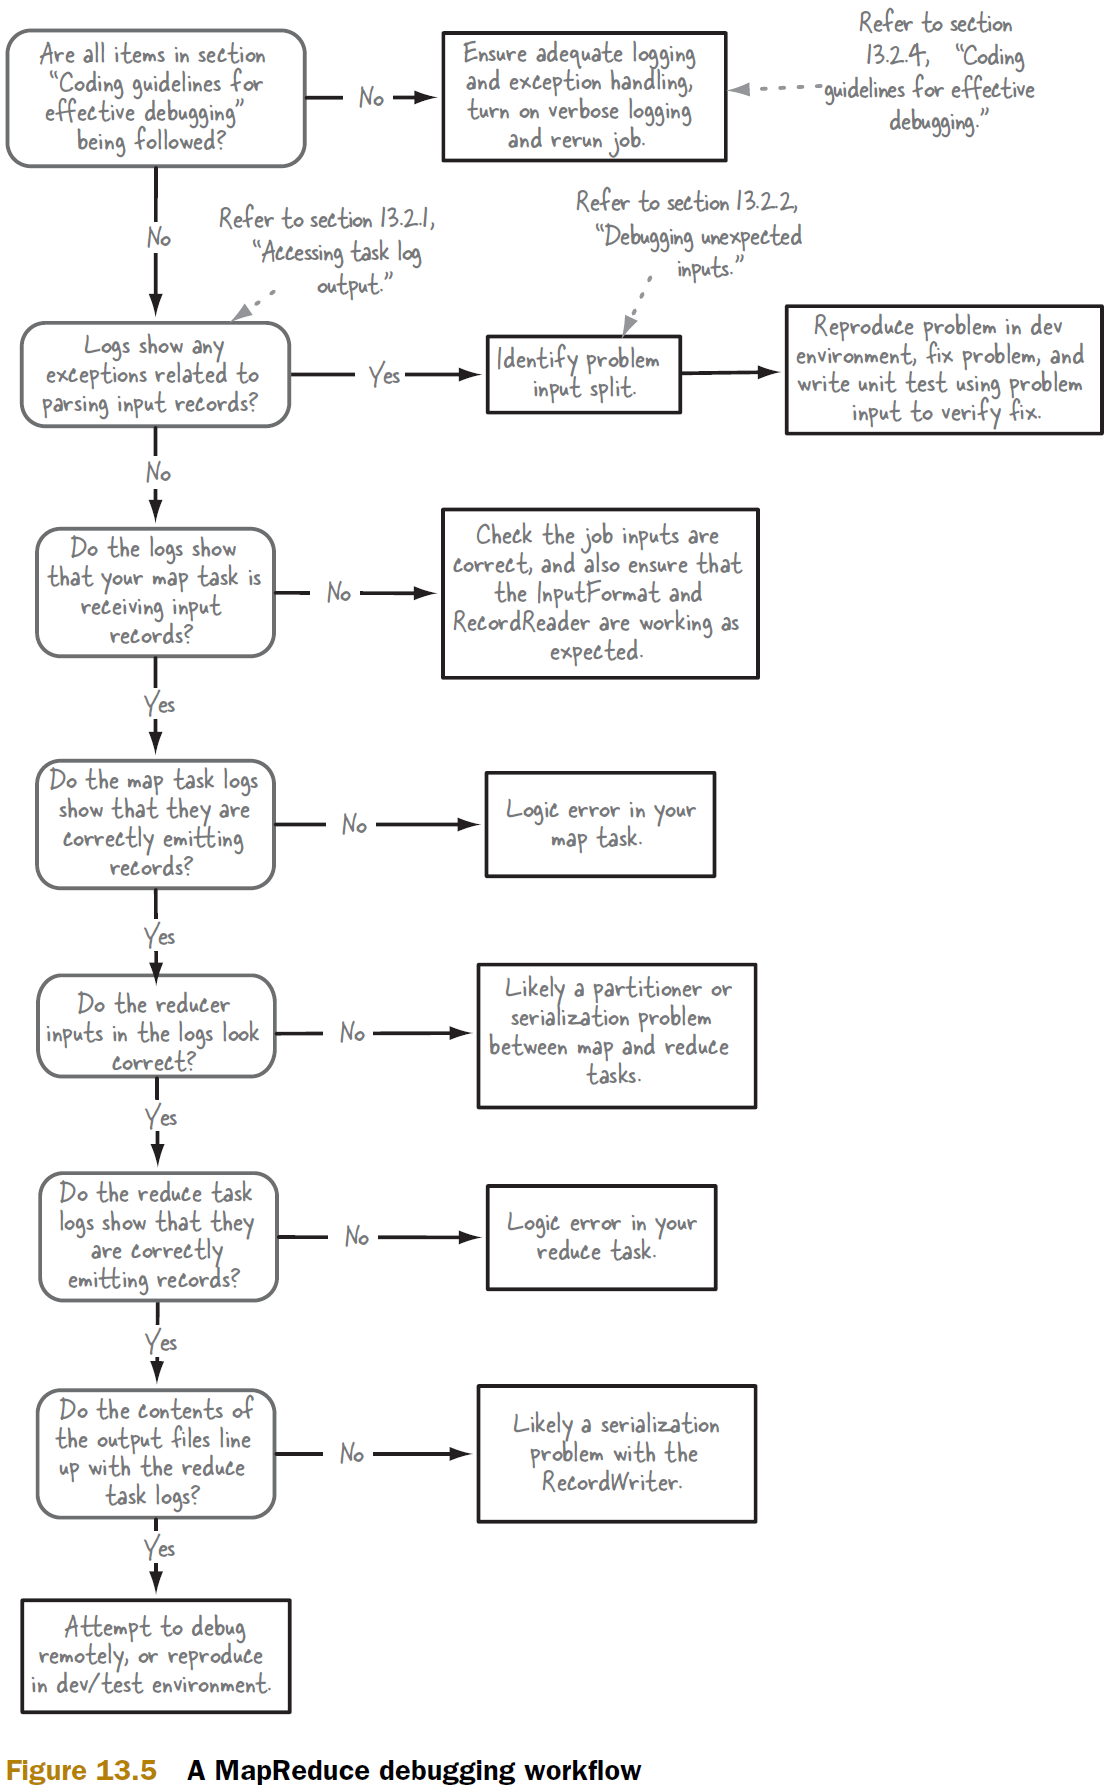 Are all items in section
“Coding guidelines for
effective debugging”
being followed?
No
Ensure adequate logging
and exception handling,
turn on verbose logging
and rerun job.
Refer to section
13.2.4, “Coding
guidelines for effective
debugging.”
No
Refer to section 13.2.1,
“Accessing task log
output.”
Refer to section 13.2.2,
“Debugging unexpected
inputs.”
Logs show any
exceptions related to
parsing input records?
Yes
Identify problem
input split.
Reproduce problem in dev
environment, fix problem, and
write unit test using problem
input to verify fix.
No
Do the logs show
that your map task is
receiving input
records?
No
Check the job inputs are
correct, and also ensure that
the InputFormat and
RecordReader are working as
expected.
Yes
Do the map task logs
show that they are
correctly emitting
records?
No
Logic error in your
map task.
Yes
Do the reducer
inputs in the logs look
correct?
No
Likely a partitioner or
serialization problem
between map and reduce
tasks.
Yes
Do the reduce task
logs show that they
are correctly
emitting records?
No
Logic error in your
reduce task.
Yes
Do the contents of
the output files line
up with the reduce
task logs?
No
Likely a serialization
problem with the
RecordWriter.
Yes
Attempt to debug
remotely, or reproduce
in dev/test environment.
Figure 13.5 A MapReduce debugging workflow